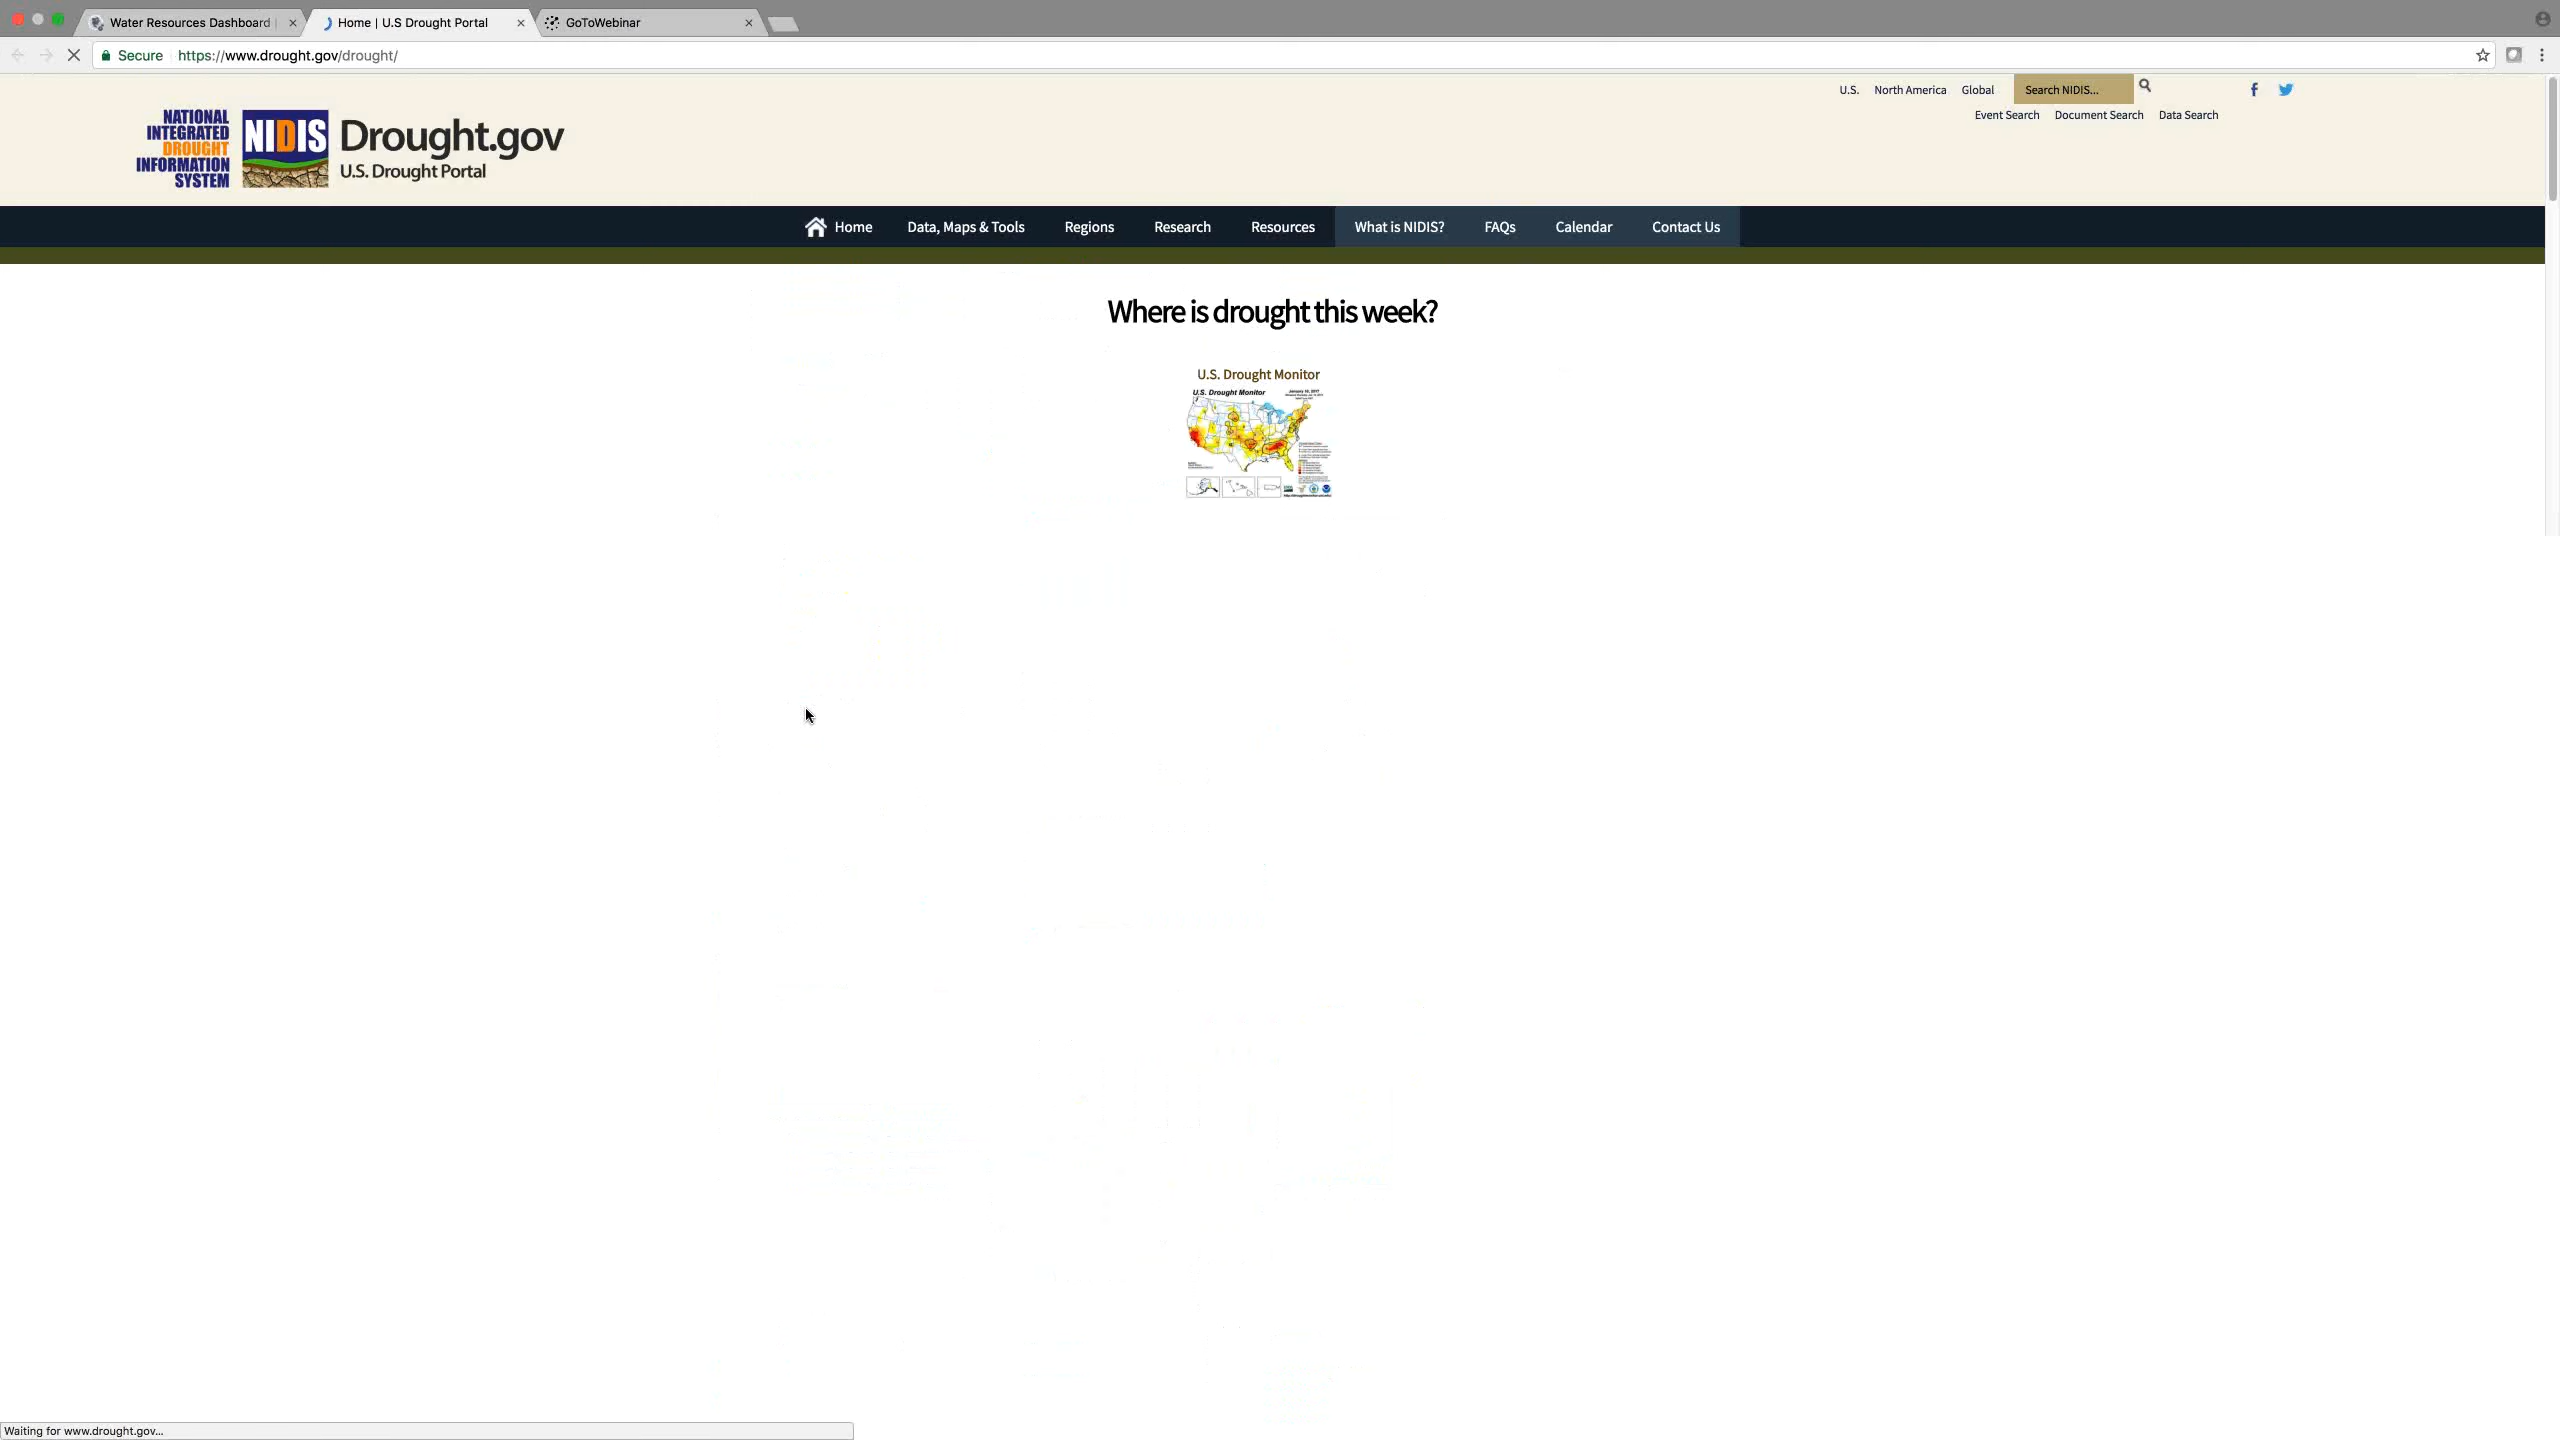 Water Resources Dashboard |
Home | U.S Drought Portal
GoToWebinar
Secure https://www.drought.gov/drought/
U.S. North America Global Search NIDIS...
Event Search Document Search Data Search
NATIONAL
INTEGRATED
DROUGHT
INFORMATION
SYSTEM
NIDIS
Drought.gov
U.S. Drought Portal
Home Data, Maps & Tools Regions Research Resources What is NIDIS? FAQs Calendar Contact Us
Where is drought this week?
U.S. Drought Monitor
U.S. Drought Monitor
Waiting for www.drought.gov...